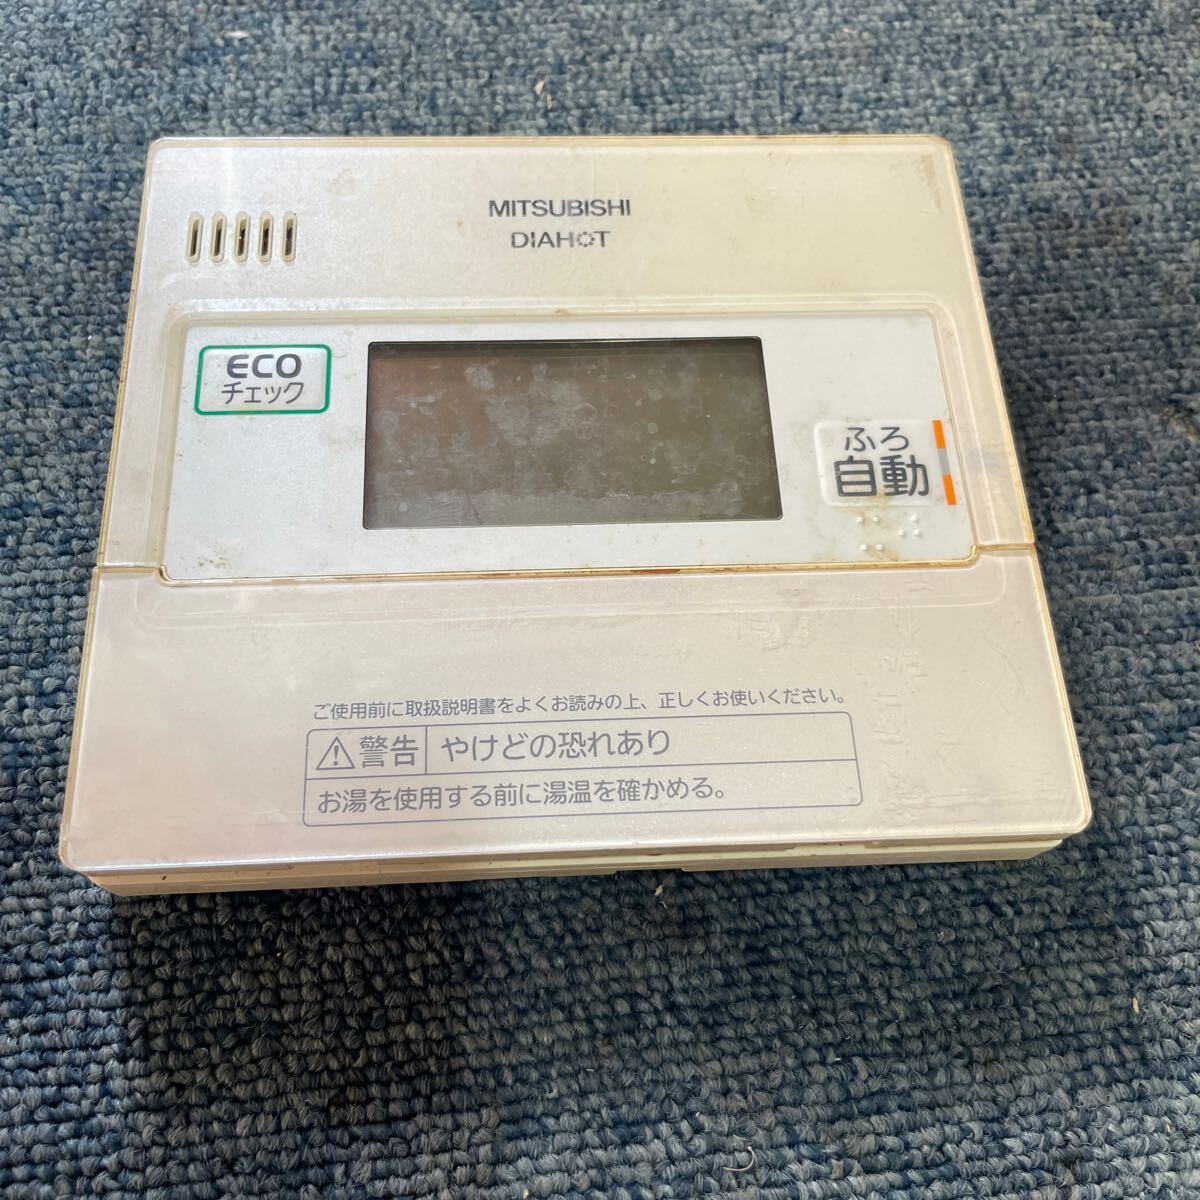 MITSUBISHI
DIAHOT
ECO
チェック
ふろ
自動
ご使用前に取扱説明書をよくお読みの上、正しくお使いください。
⚠警告 やけどの恐れあり
お湯を使用する前に湯温を確かめる。